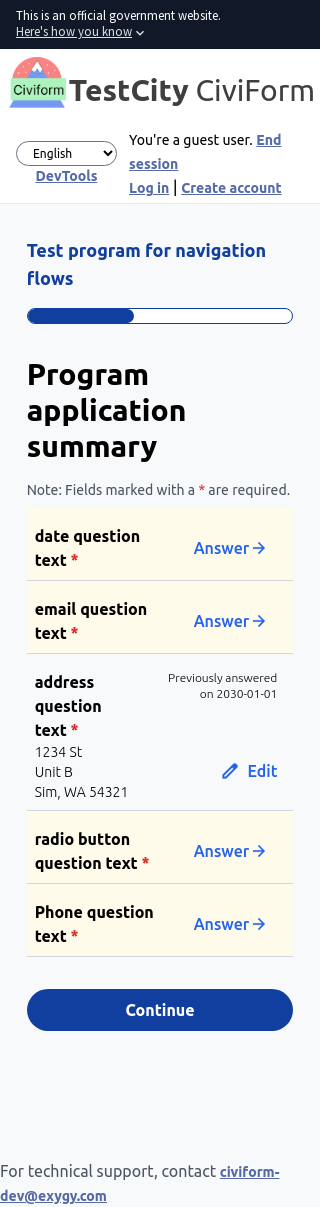 This is an official government website.
Here's how you know
Civiform
TestCity CiviForm
English
DevTools
You're a guest user. End
session
Log in | Create account
Test program for navigation
flows
Program
application
summary
Note: Fields marked with a * are required.
date question
text *
Answer
email question
text *
Answer
address
question
text *
1234 St
Unit B
Sim, WA 54321
Previously answered
on 2030-01-01
Edit
radio button
question text *
Answer
Phone question
text *
Answer
Continue
For technical support, contact civiform-
dev@exygy.com